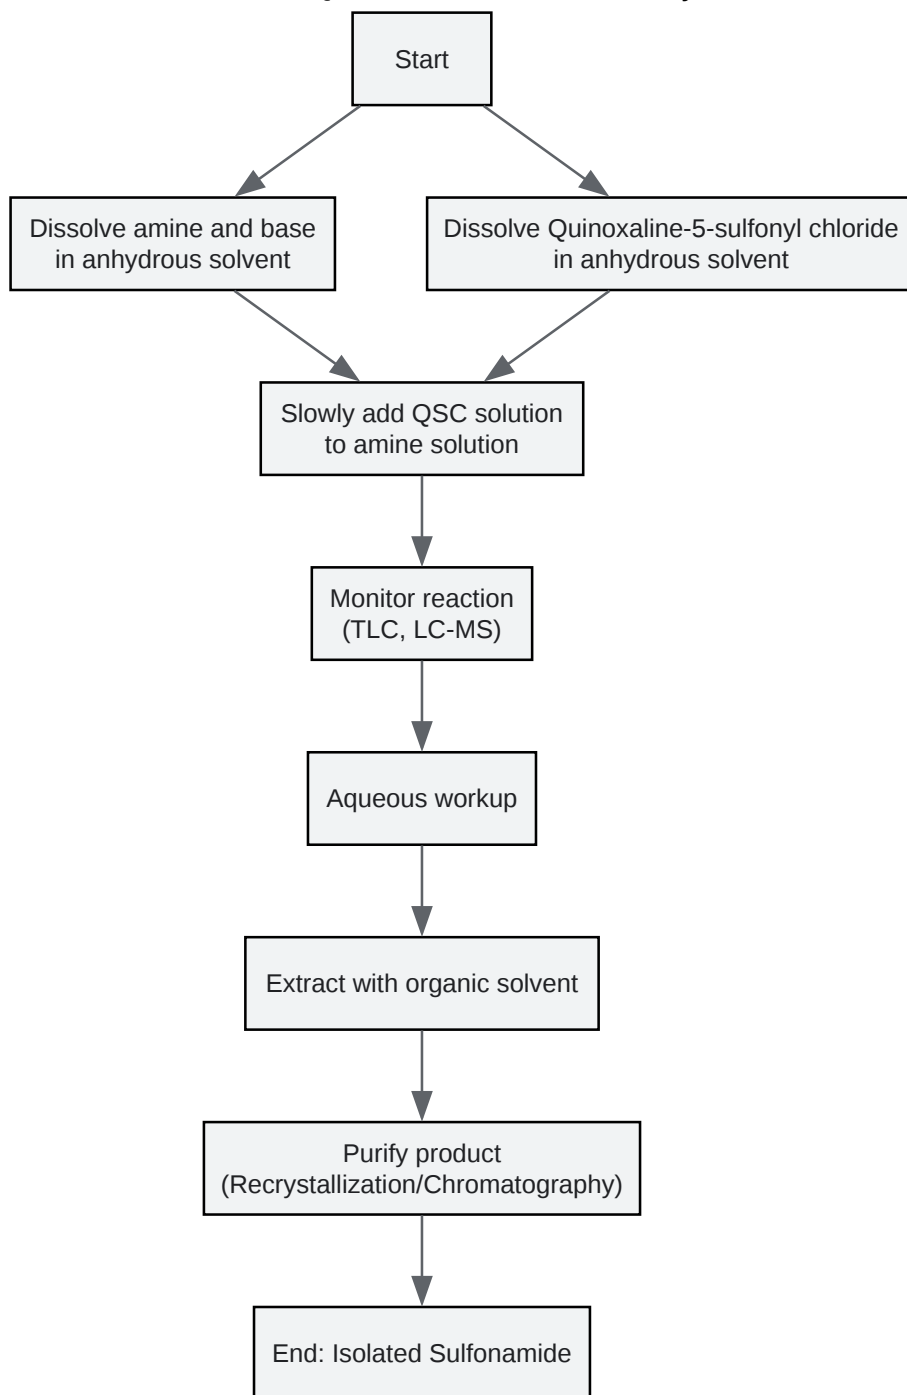 Start
Dissolve amine and base
in anhydrous solvent
Dissolve Quinoxaline-5-sulfonyl chloride
in anhydrous solvent
Slowly add QSC solution
to amine solution
Monitor reaction
(TLC, LC-MS)
Aqueous workup
Extract with organic solvent
Purify product
(Recrystallization/Chromatography)
End: Isolated Sulfonamide